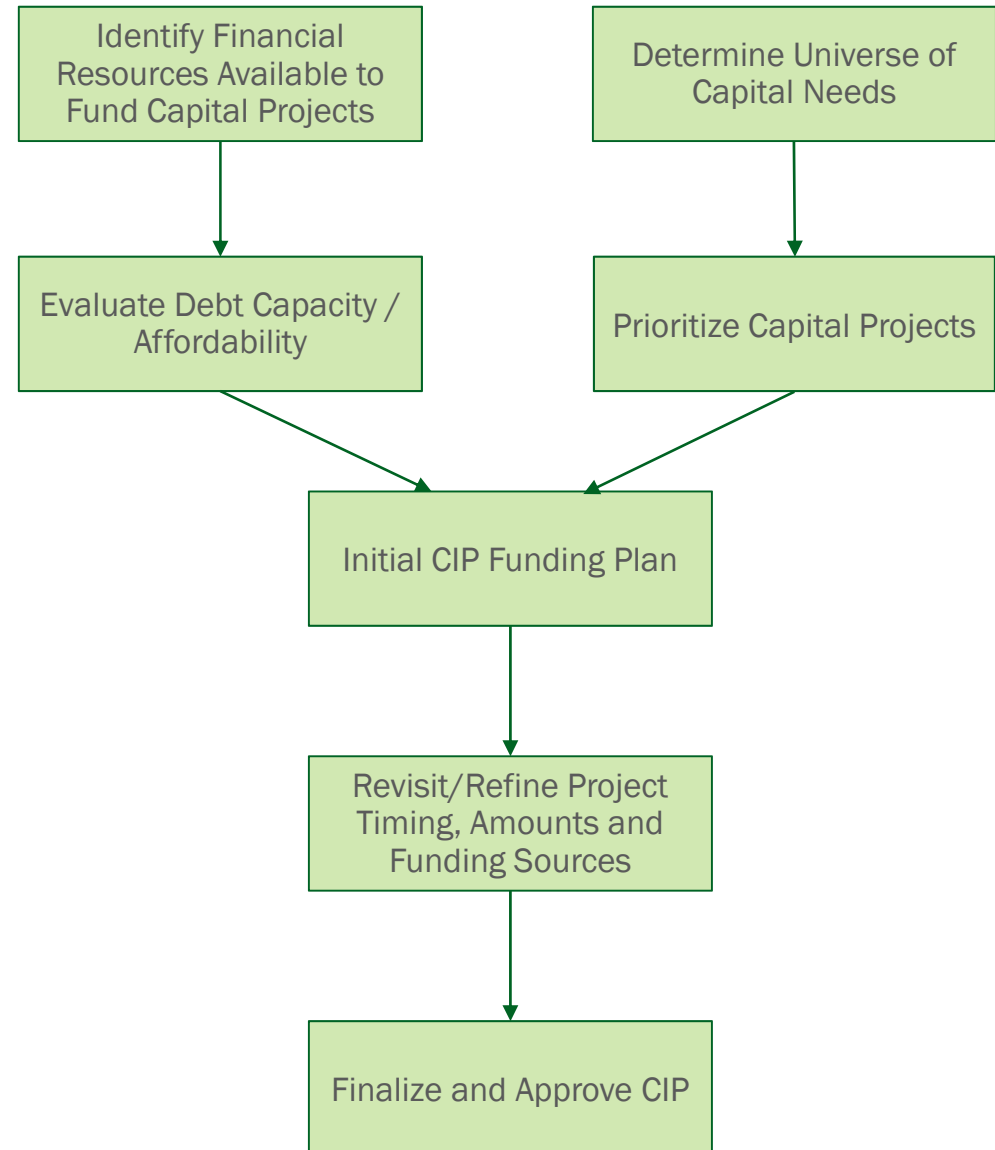 Identify Financial
Resources Available to
Fund Capital Projects
Determine Universe of
Capital Needs
Evaluate Debt Capacity /
Affordability
Prioritize Capital Projects
Initial CIP Funding Plan
Revisit/Refine Project
Timing, Amounts and
Funding Sources
Finalize and Approve CIP